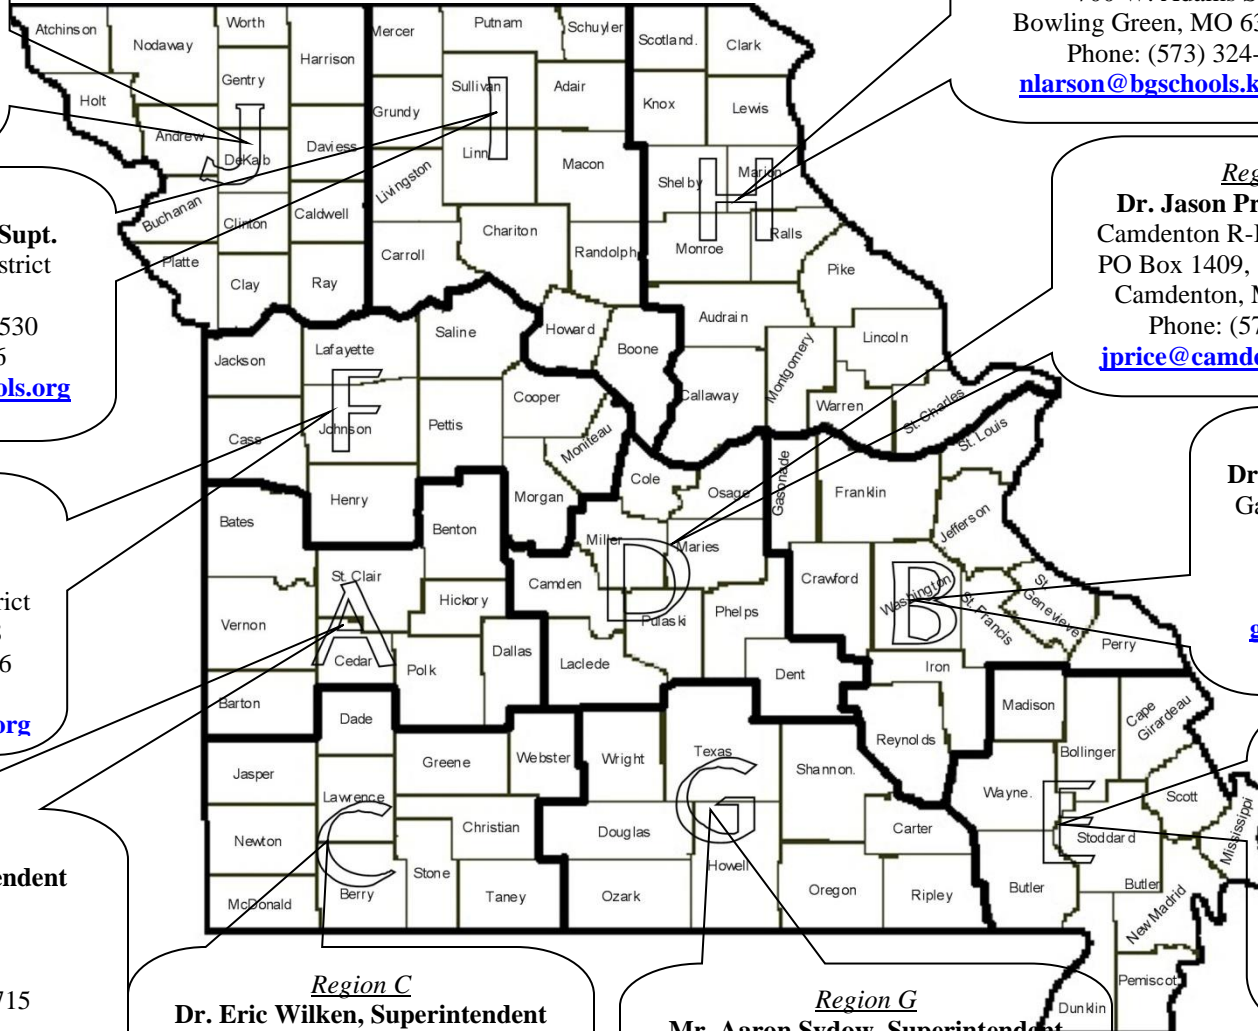 700 W. Adams S
Bowling Green, MO 63
Phone: (573) 324-
nlarson@bgschools.k
Reg
Dr. Jason Pr
Camdenton R-I
PO Box 1409,
Camdenton, M
Phone: (57
jprice@camde
Supt.
strict
530
6
ols.org
Dr.
Ga
g
rict
6
org
endent
715
Region C
Dr. Eric Wilken, Superintendent
Region G
Mr. Aaron Sydow, Superintendent
Atchinson
Nodaway
Worth
Gentry
Harrison
Holt
Andrew
DeKalb
Daviess
Buchanan
Clinton
Caldwell
Platte
Clay
Ray
J
Mercer
Putnam
Schuyler
Sullivan
Adair
Grundy
Linn
Macon
Livingston
Carroll
Chariton
Randolph
Howard
Boone
I
Scotland.
Clark
Knox
Lewis
Shelby
Marion
Monroe
Ralls
Pike
Audrain
Lincoln
Callaway
Montgomery
Warren
St. Charles
H
Jackson
Lafayette
Saline
Cass
Johnson
Pettis
Cooper
Moniteau
Morgan
Henry
F
Bates
Benton
St. Clair
Hickory
Vernon
Cedar
Polk
Dallas
Barton
A
Cole
Osage
Miller
Maries
Camden
Pulaski
Phelps
Laclede
Dent
D
Gasonade
Franklin
St. Louis
Jefferson
Crawford
Washington
St. Francis
St. Genevieve
Perry
Iron
Reynolds
B
Dade
Jasper
Greene
Webster
Lawrence
Newton
Christian
Stone
Berry
McDonald
Taney
C
Wright
Texas
Shannon.
Douglas
Howell
Carter
Ozark
Oregon
Ripley
G
Madison
Bollinger
Cape Girardeau
Wayne.
Scott
Mississippi
Stoddard
Butler
Butler
New Madrid
Pemiscot
Dunklin
E